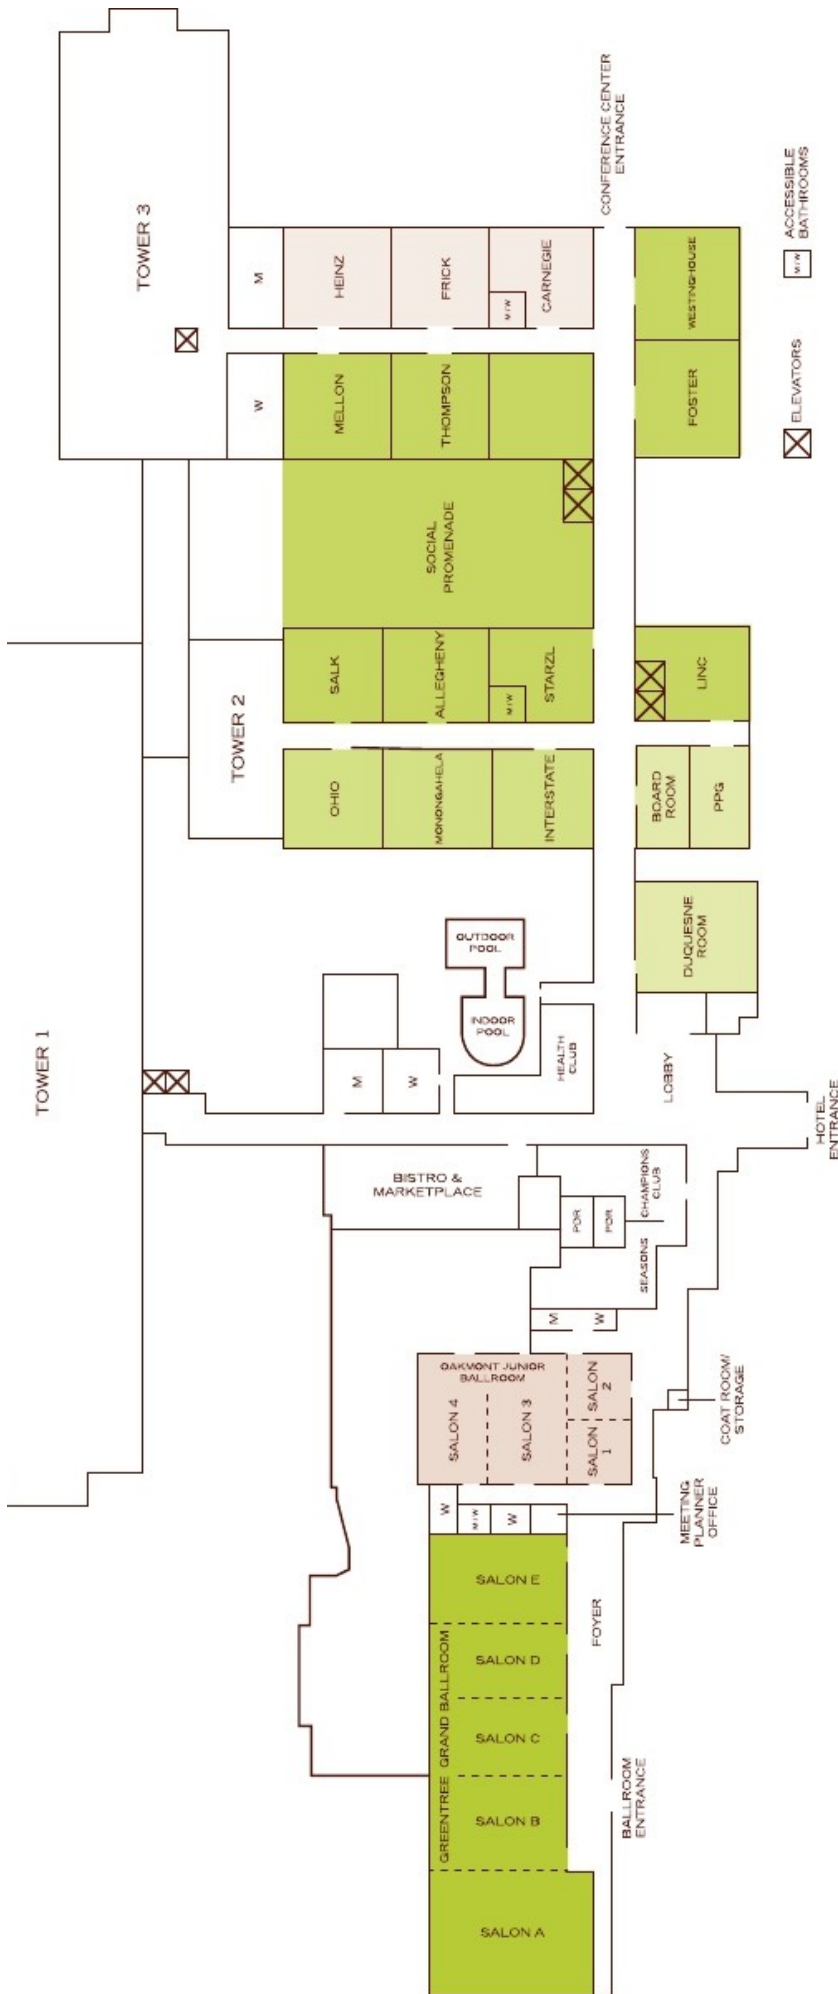 TOWER 3
M
HEINZ
FRICK
M/W
CARNEGIE
CONFERENCE CENTER
ENTRANCE
WESTINGHOUSE
M/W
ACCESSIBLE
BATHROOMS
W
MELLON
THOMPSON
FOSTER
ELEVATORS
SOCIAL
PROMENADE
TOWER 2
SALK
ALLEGHENY
M/W
STARZL
LINC
OHIO
MONONGAHELA
INTERSTATE
BOARD
ROOM
PPG
DUQUESNE
ROOM
OUTDOOR
POOL
INDOOR
POOL
TOWER 1
M
W
HEALTH
CLUB
LOBBY
HOTEL
ENTRANCE
BISTRO &
MARKETPLACE
PDR
PDR
CHAMPIONS
CLUB
SEASONS
M
W
OAKMONT JUNIOR
BALLROOM
SALON 4
SALON 3
SALON
2
SALON
1
COAT ROOM/
STORAGE
W
M/W
W
MEETING
PLANNER
OFFICE
GREENTREE GRAND BALLROOM
SALON E
SALON D
SALON C
SALON B
SALON A
FOYER
BALLROOM
ENTRANCE